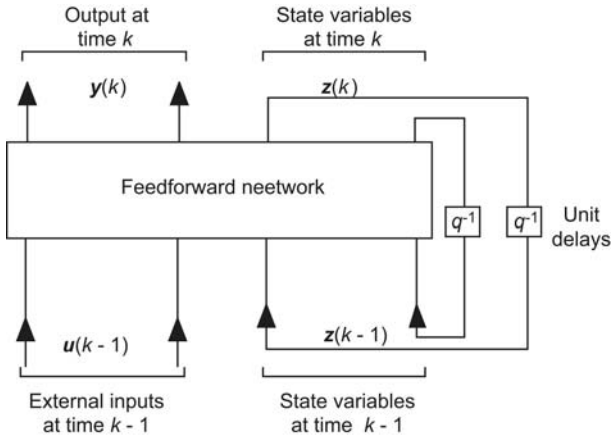 Output at
time k
State variables
at time k
y(k)
z(k)
Feedforward neetwork
q-1
q-1
Unit
delays
u(k - 1)
z(k - 1)
External inputs
at time k - 1
State variables
at time k - 1